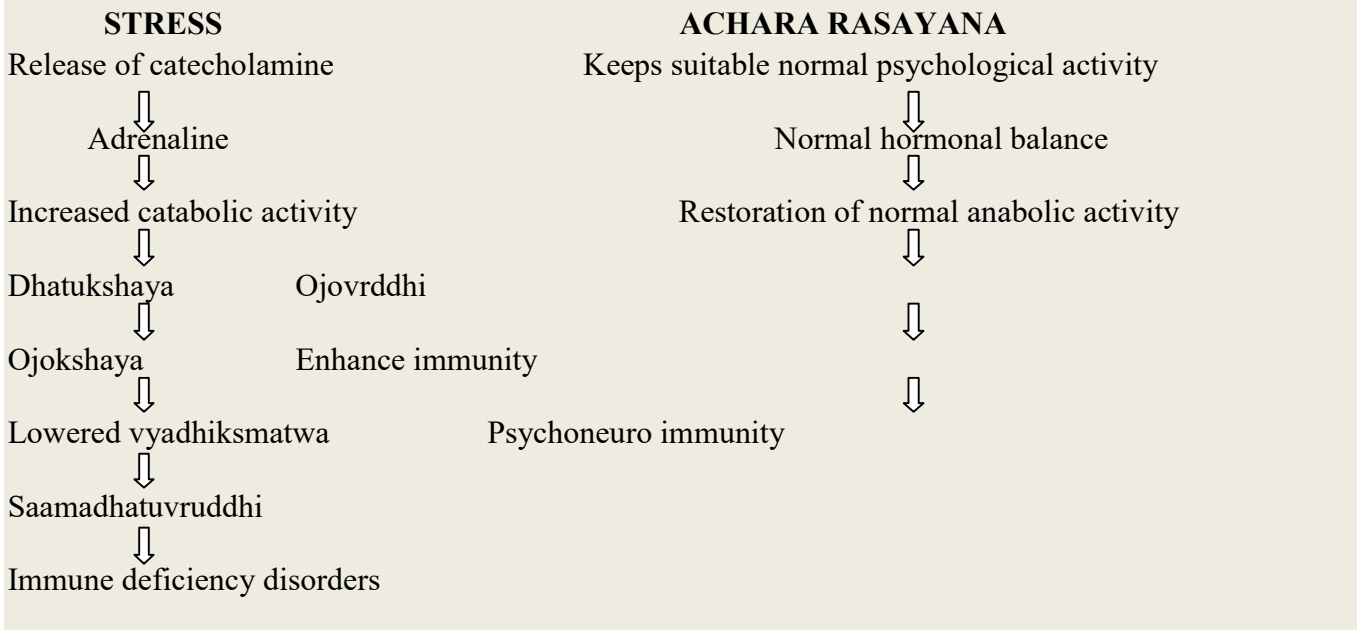 STRESS ACHARA RASAYANA
Release of catecholamine Keeps suitable normal psychological activity
Adrenaline Normal hormonal balance
Increased catabolic activity Restoration of normal anabolic activity
Dhatukshaya Ojovrddhi
Ojokshaya Enhance immunity
Lowered vyadhiksmatwa Psychoneuro immunity
Saamadhatuvruddhi
Immune deficiency disorders